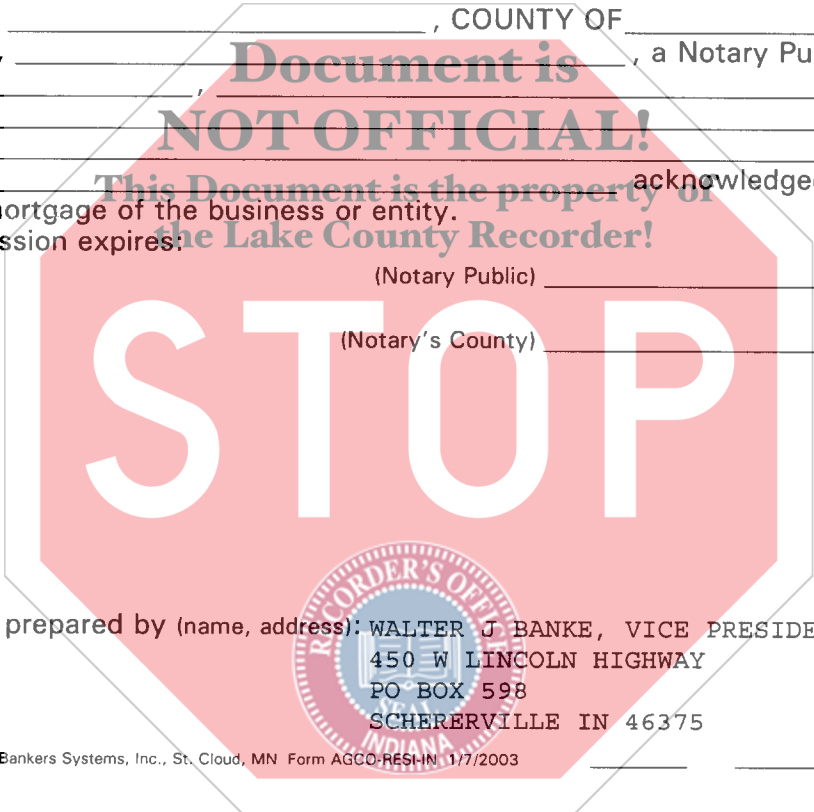 , COUNTY OF
, a Notary Pu
Document is
NOT OFFICIAL!
This Document is the property of
the Lake County Recorder!
acknowledged
ortgage of the business or entity.
ssion expires:
(Notary Public)
(Notary's County)
STOP
RECORDER'S OFFICE
SEAL
INDIANA
prepared by (name, address): WALTER J BANKE, VICE PRESIDE
450 W LINCOLN HIGHWAY
PO BOX 598
SCHERERVILLE IN 46375
Bankers Systems, Inc., St. Cloud, MN Form AGCO-RESI-IN 1/7/2003